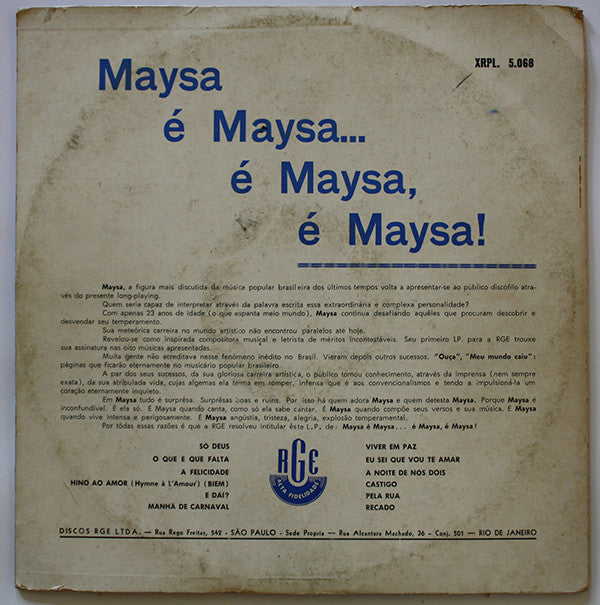 XRPL. 5.068
Maysa
é Maysa...
é Maysa,
é Maysa!
Maysa, a figura mais discutida da música popular brasileira dos últimos tempos volta a apresentar-se ao público discófilo atra-
vés do presente long-playing.
Quem seria capaz de interpretar através da palavra escrita essa extraordinária e complexa personalidade?
Com apenas 23 anos de idade (o que espanta meio mundo), Maysa continua desafiando aquêles que procuram descobrir e
desvendar seu temperamento.
Sua meteórica carreira no mundo artístico não encontrou paralelos até hoje.
Revelou-se como inspirada compositora musical e letrista de méritos incontestáveis. Seu primeiro LP. para a RGE trouxe
sua assinatura nas oito músicas apresentadas.
Muita gente não acreditava nesse fenômeno inédito no Brasil. Vieram depois outros sucessos. "Ouça", "Meu mundo caiu":
páginas que ficarão eternamente no musicário popular brasileiro.
A par dos seus sucessos, da sua gloriosa carreira artística, o público tomou conhecimento, através da Imprensa (nem sempre
exata), da sua atribulada vida, cujas algemas ela tema em romper, infensa que é aos convencionalismos e tendo a impulsioná-la um
coração eternamente inquieto.
Em Maysa tudo é surprêsa. Surprêsas boas e ruins. Por isso há quem adora Maysa e quem detesta Maysa. Porque Maysa é
inconfundível. E ela só. E Maysa quando canta, como só ela sabe cantar. E Maysa quando compõe seus versos e sua música. E Maysa
quando vive intensa e perigosamente. E Maysa angústia, tristeza, alegria, explosão temperamental.
Por tôdas essas razões é que a RGE resolveu intitular êste L.P. de: Maysa é Maysa... é Maysa, é Maysa!
SÓ DEUS
O QUE E QUE FALTA
A FELICIDADE
HINO AO AMOR (Hymne à L'Amour) (BIEM)
E DAÍ?
MANHÃ DE CARNAVAL
RGE
ALTA FIDELIDADE
VIVER EM PAZ
EU SEI QUE VOU TE AMAR
A NOITE DE NÓS DOIS
CASTIGO
PELA RUA
RECADO
DISCOS RGE LTDA. — Rua Rego Freitas, 542 - SÃO PAULO - Sede Propria — Rua Alcantara Machado, 36 - Conj. 501 — RIO DE JANEIRO